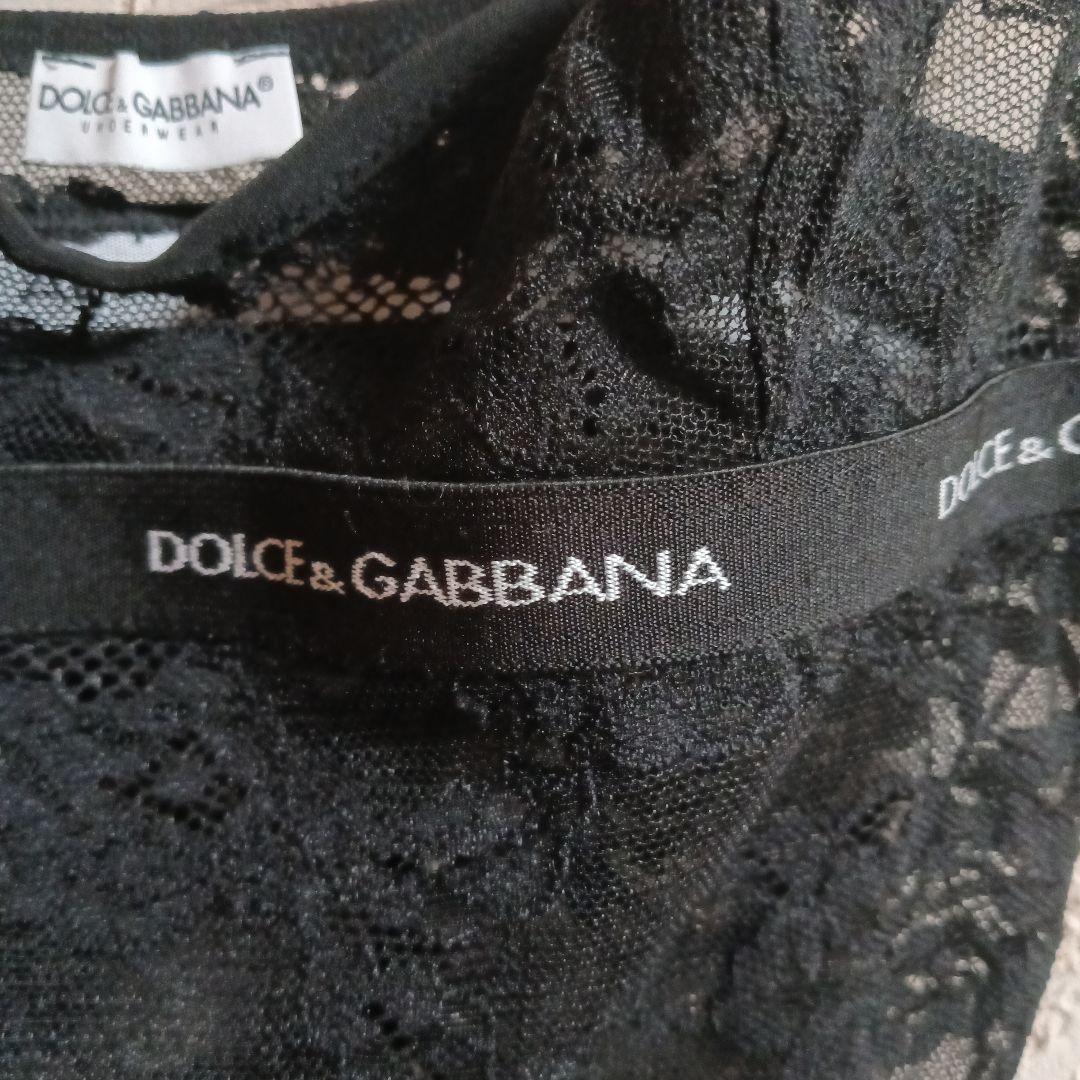 DOLCE & GABBANA®
UNDERWEAR
DOLCE & GABBANA
DOLCE & G